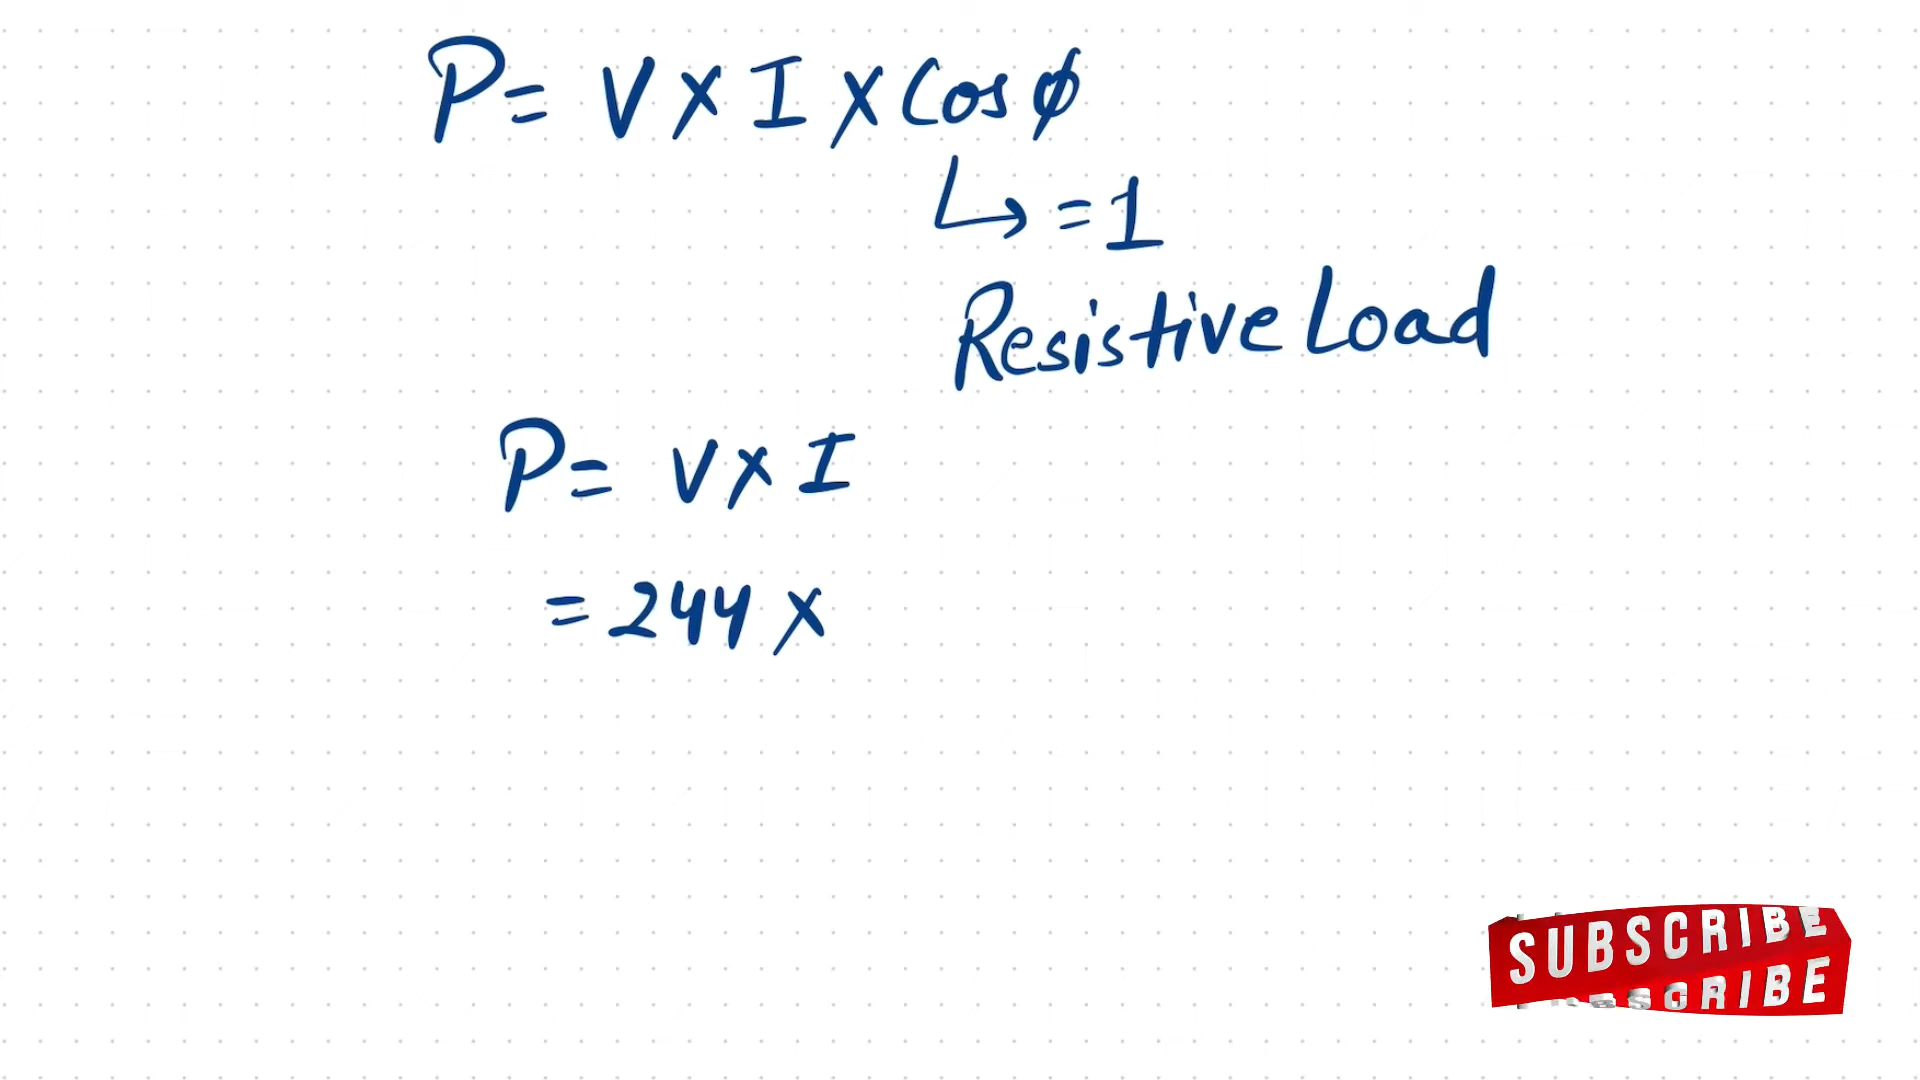 P = V X I X Cos φ
↳ = 1
Resistive Load
P = V X I
= 244 X
SUBSCRIBE